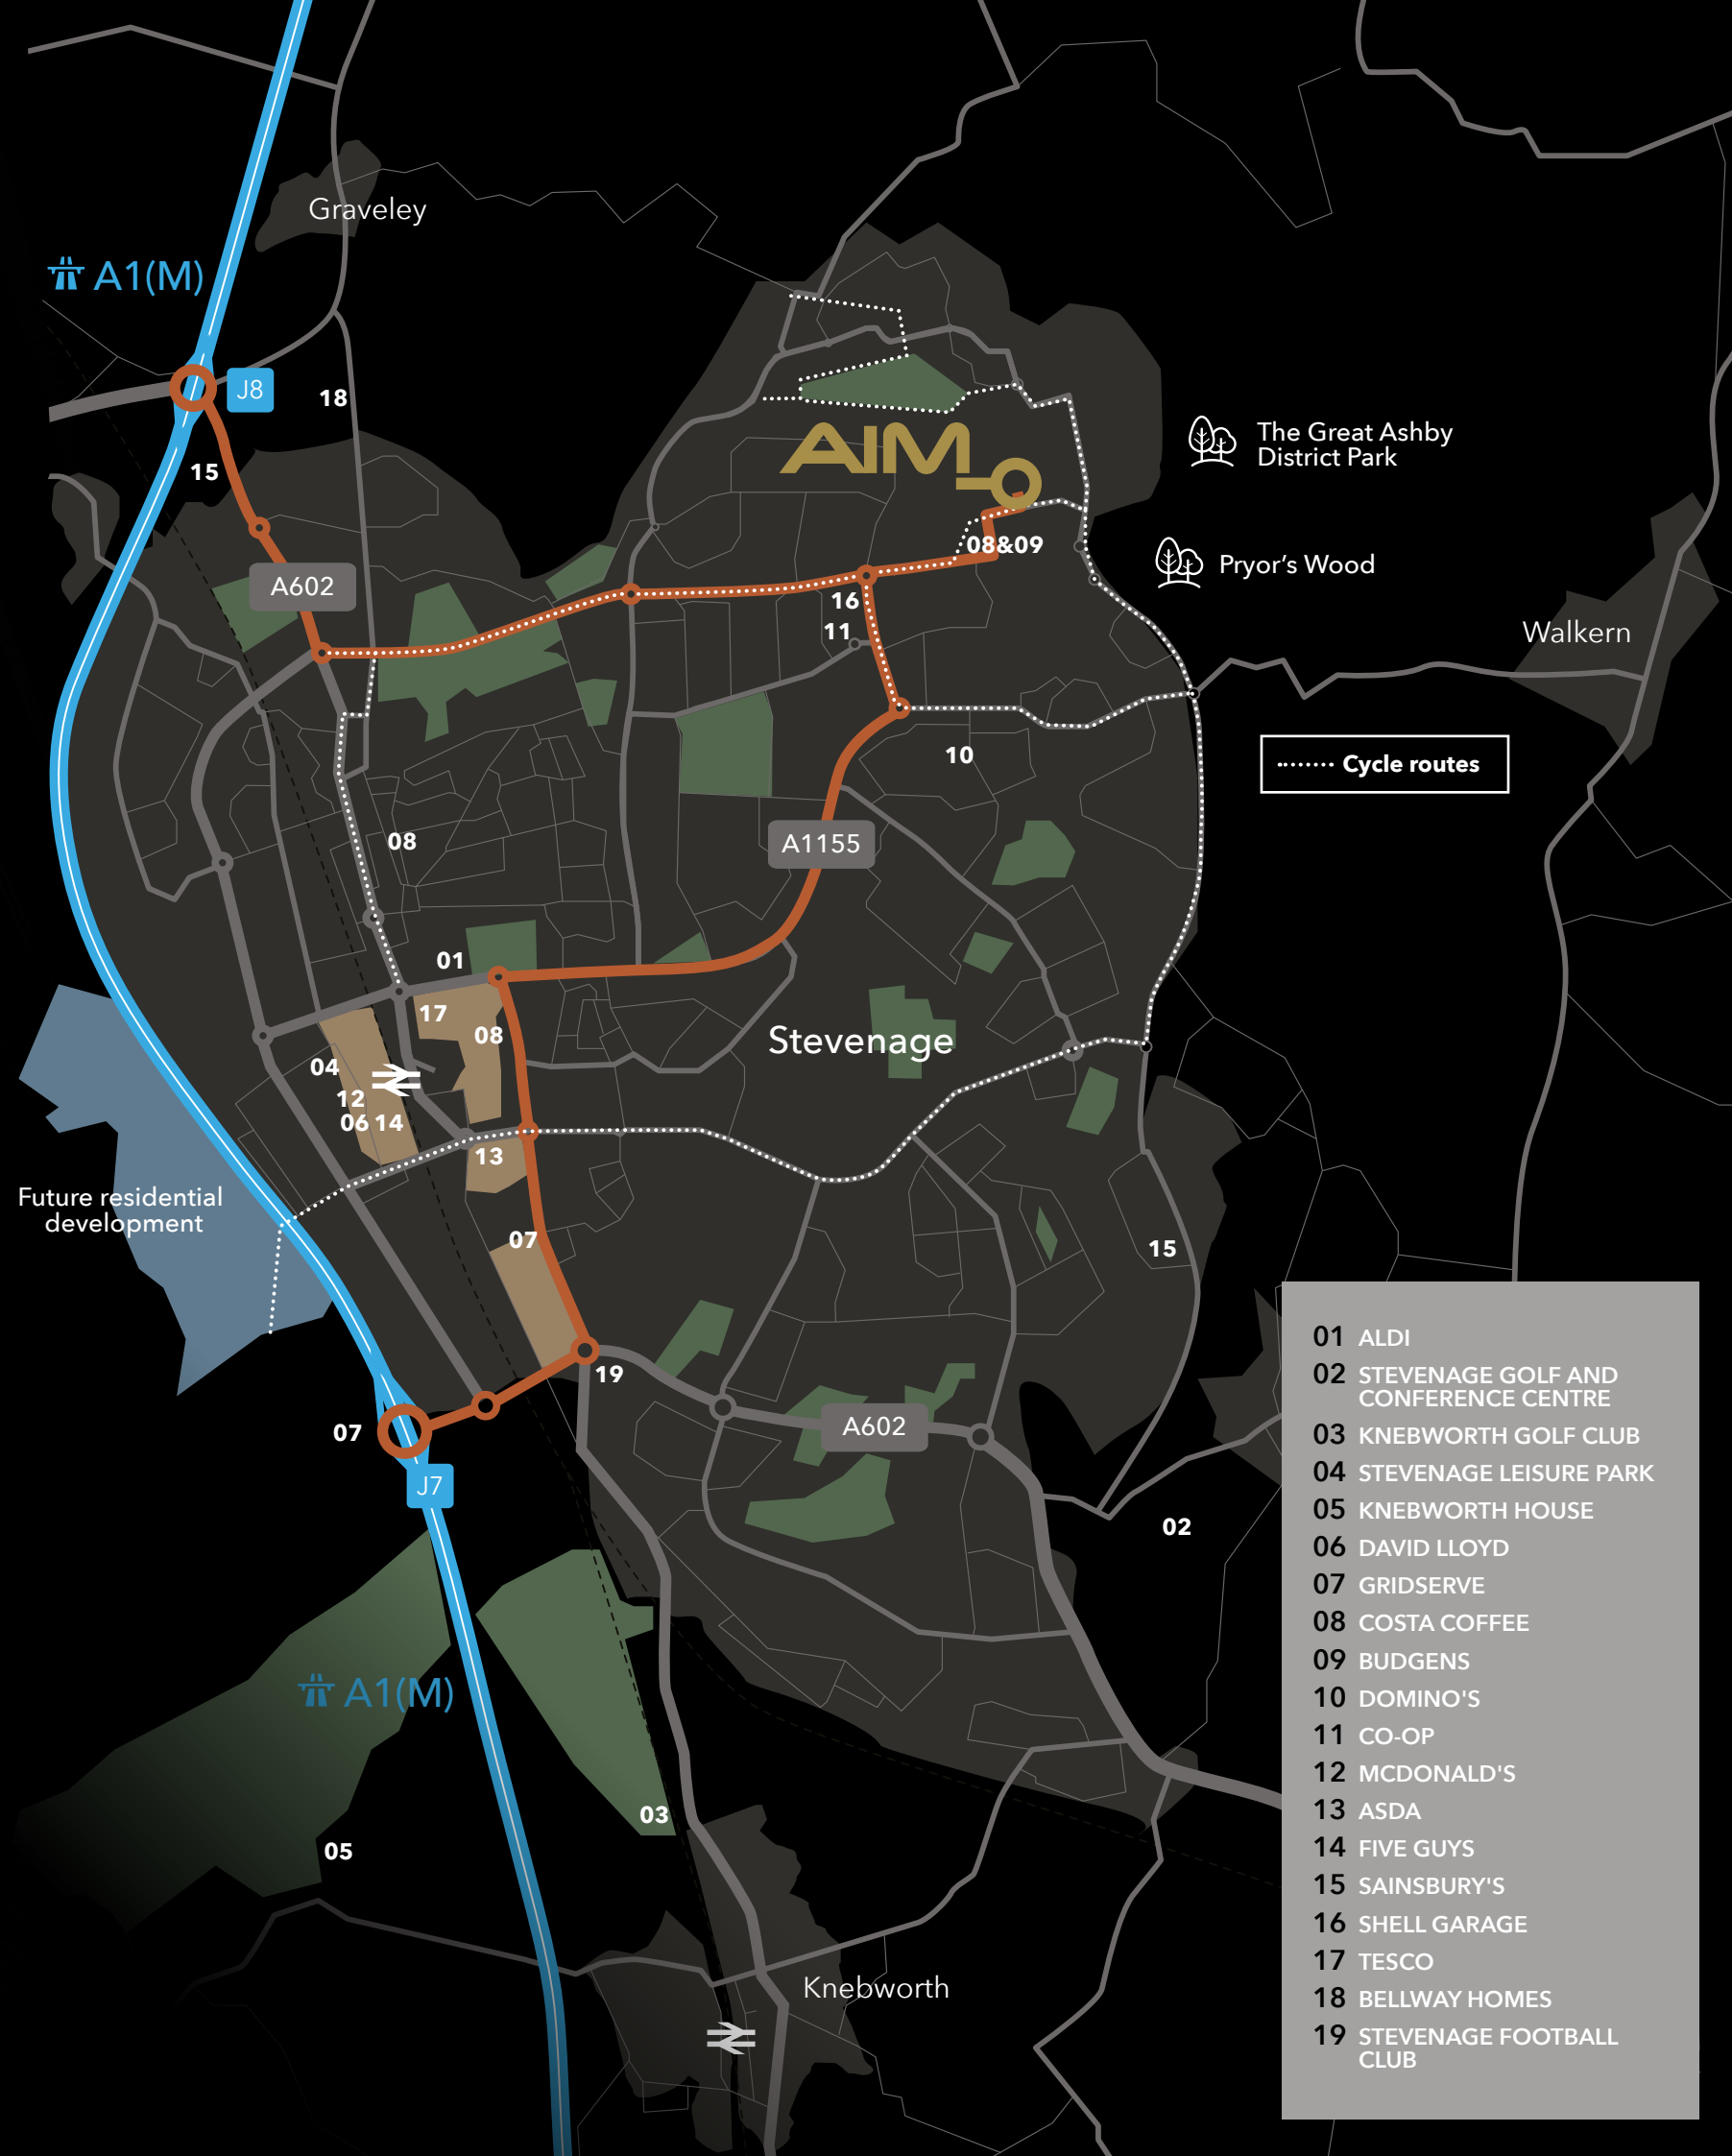 Graveley
A1(M)
J8
18
15
AIM
The Great Ashby
District Park
08&09
Pryor's Wood
A602
16
11
Walkern
10
Cycle routes
08
A1155
01
17
08
Stevenage
04
12
06 14
13
Future residential
development
07
15
19
A602
07
J7
02
A1(M)
03
05
Knebworth
01 ALDI
02 STEVENAGE GOLF AND
CONFERENCE CENTRE
03 KNEBWORTH GOLF CLUB
04 STEVENAGE LEISURE PARK
05 KNEBWORTH HOUSE
06 DAVID LLOYD
07 GRIDSERVE
08 COSTA COFFEE
09 BUDGENS
10 DOMINO'S
11 CO-OP
12 MCDONALD'S
13 ASDA
14 FIVE GUYS
15 SAINSBURY'S
16 SHELL GARAGE
17 TESCO
18 BELLWAY HOMES
19 STEVENAGE FOOTBALL
CLUB